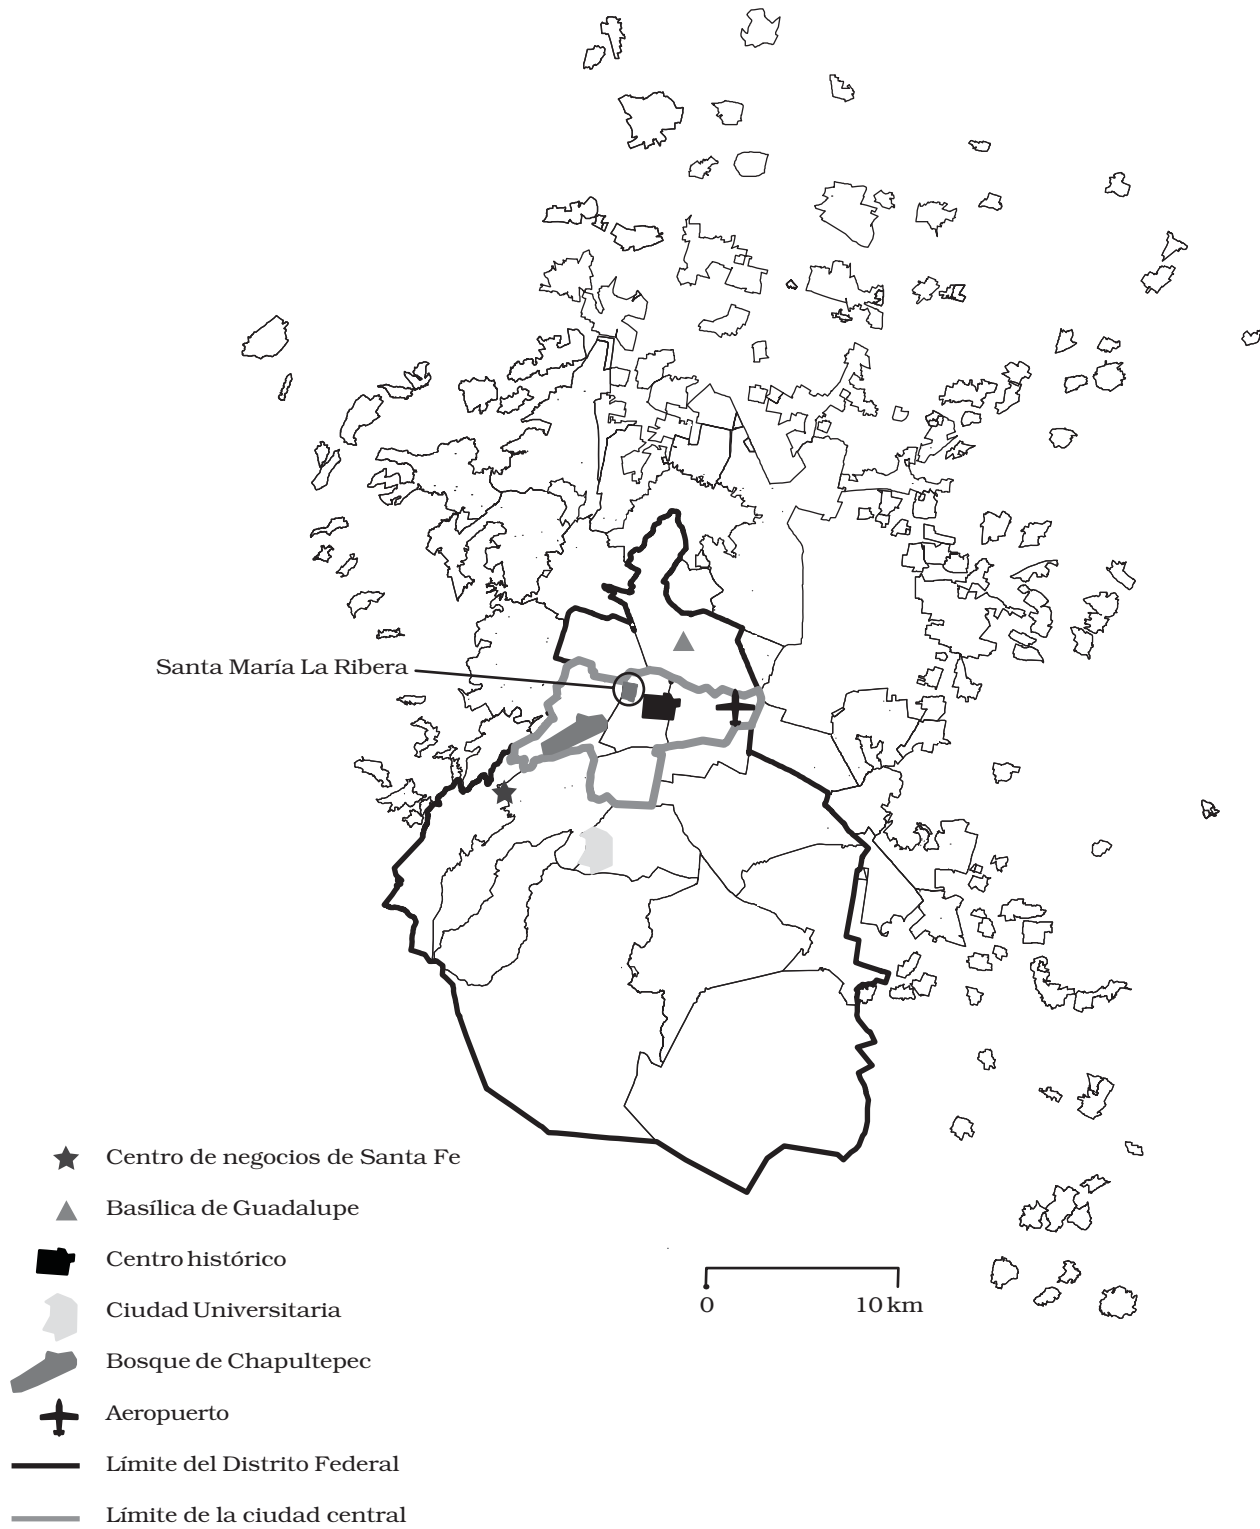 Santa María La Ribera
Centro de negocios de Santa Fe
Basílica de Guadalupe
Centro histórico
Ciudad Universitaria
Bosque de Chapultepec
Aeropuerto
Límite del Distrito Federal
Límite de la ciudad central
0 10 km